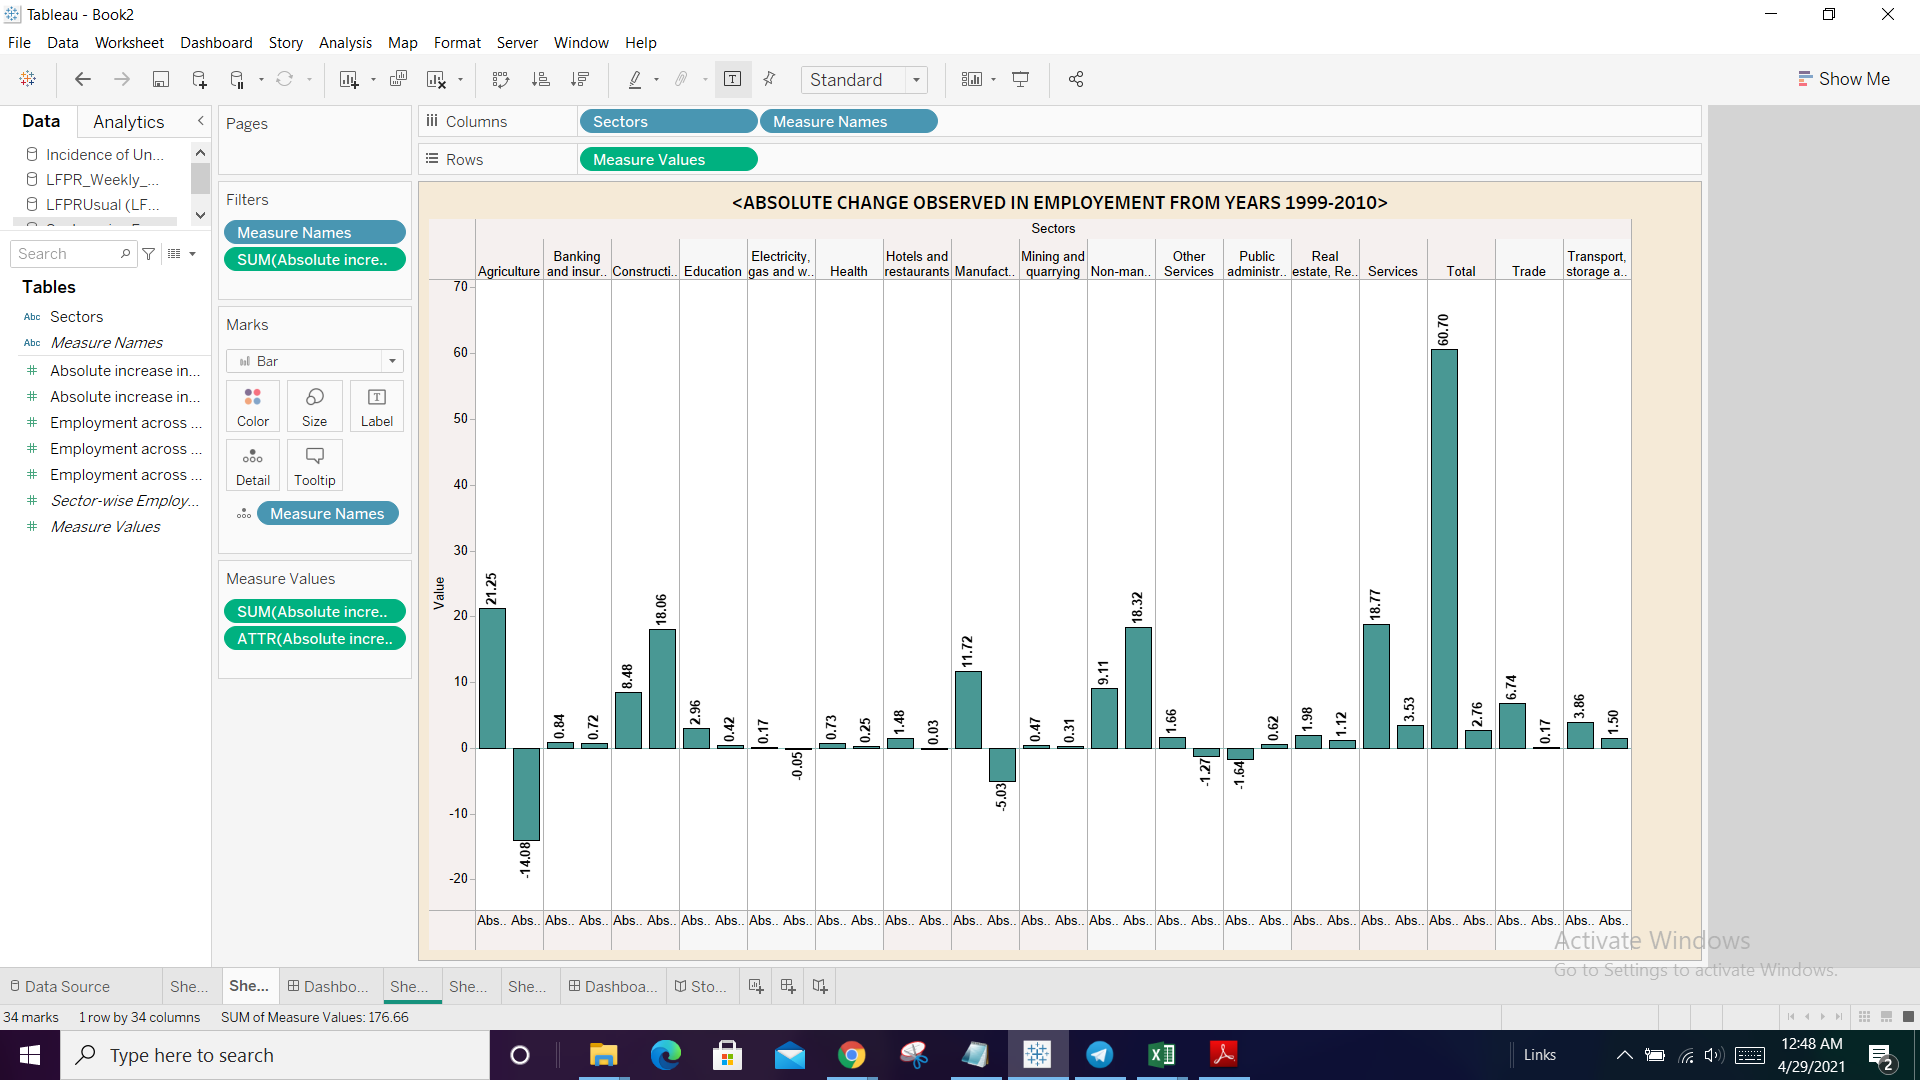 Tableau - Book2
File Data Worksheet Dashboard Story Analysis Map Format Server Window Help
Standard
Show Me
Data Analytics
Incidence of Un...
LFPR_Weekly_...
LFPRUsual (LF...
Search
Tables
Abc Sectors
Abc Measure Names
Absolute increase in...
Absolute increase in...
Employment across ...
Employment across ...
Employment across ...
Sector-wise Employ...
Measure Values
Pages
Filters
Measure Names
SUM(Absolute incre..
Marks
Bar
Color Size Label
Detail Tooltip
Measure Names
Measure Values
SUM(Absolute incre..
ATTR(Absolute incre..
Columns Sectors Measure Names
Rows Measure Values
<ABSOLUTE CHANGE OBSERVED IN EMPLOYEMENT FROM YEARS 1999-2010>
Sectors
Agriculture
Banking
and insur..
Constructi..
Education
Electricity,
gas and w..
Health
Hotels and
restaurants
Manufact..
Mining and
quarrying
Non-man..
Other
Services
Public
administr..
Real
estate, Re..
Services
Total
Trade
Transport,
storage a..
Value
70
60
50
40
30
20
10
0
-10
-20
21.25 -14.08 0.84 0.72 8.48 18.06 2.96 0.42 0.17 -0.05 0.73 0.25 1.48 0.03 11.72 -5.03 0.47 0.31 9.11 18.32 1.66 -1.27 -1.64 0.62 1.98 1.12 18.77 3.53 60.70 2.76 6.74 0.17 3.86 1.50
Abs.. Abs.. Abs.. Abs.. Abs.. Abs.. Abs.. Abs.. Abs.. Abs.. Abs.. Abs.. Abs.. Abs.. Abs.. Abs.. Abs.. Abs.. Abs.. Abs.. Abs.. Abs.. Abs.. Abs.. Abs.. Abs.. Abs.. Abs.. Abs.. Abs.. Abs.. Abs.. Abs.. Abs..
Activate Windows
Go to Settings to activate Windows.
Data Source She... She... Dashbo... She... She... She... Dashboa... Sto...
34 marks 1 row by 34 columns SUM of Measure Values: 176.66
Type here to search
Links
12:48 AM
4/29/2021
2